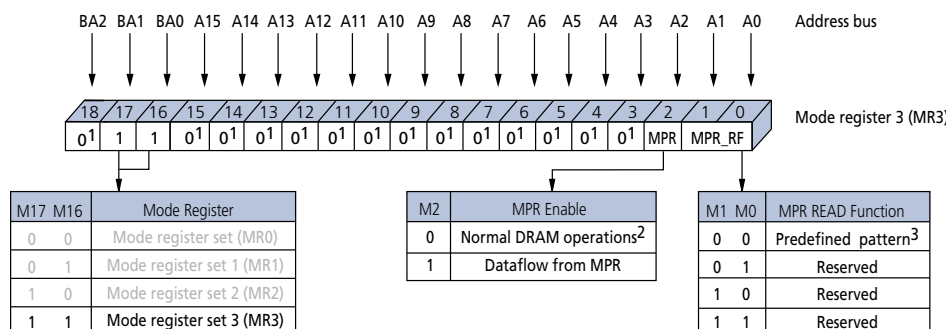 BA2 BA1 BA0 A15 A14 A13 A12 A11 A10 A9 A8 A7 A6 A5 A4 A3 A2 A1 A0 Address bus
18 17 16 15 14 13 12 11 10 9 8 7 6 5 4 3 2 1 0
Mode register 3 (MR3)
0¹ 1 1 0¹ 0¹ 0¹ 0¹ 0¹ 0¹ 0¹ 0¹ 0¹ 0¹ 0¹ 0¹ 0¹ MPR MPR_RF
M17 M16 Mode Register
0 0 Mode register set (MR0)
0 1 Mode register set 1 (MR1)
1 0 Mode register set 2 (MR2)
1 1 Mode register set 3 (MR3)
M2 MPR Enable
0 Normal DRAM operations²
1 Dataflow from MPR
M1 M0 MPR READ Function
0 0 Predefined pattern³
0 1 Reserved
1 0 Reserved
1 1 Reserved